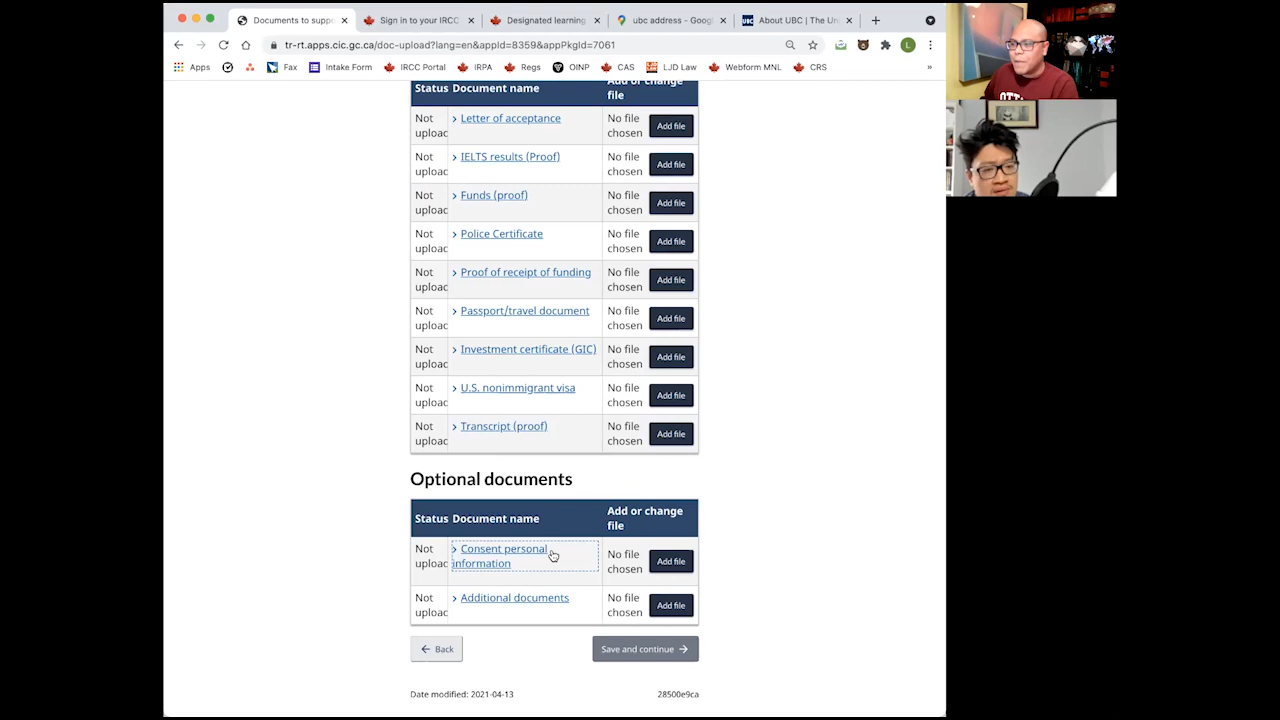 Documents to suppo
Sign in to your IRCC
Designated learning
ubc address - Goog
UBC
About UBC | The Un
tr-rt.apps.cic.gc.ca/doc-upload?lang=en&appId=8359&appPkgId=7061
L
Apps
Fax
Intake Form
IRCC Portal
IRPA
Regs
OINP
CAS
LJD Law
Webform MNL
CRS
»
Status Document name Add or change
file
Not uploac
Letter of acceptance
No file chosen
Add file
Not uploac
IELTS results (Proof)
No file chosen
Add file
Not uploac
Funds (proof)
No file chosen
Add file
Not uploac
Police Certificate
No file chosen
Add file
Not uploac
Proof of receipt of funding
No file chosen
Add file
Not uploac
Passport/travel document
No file chosen
Add file
Not uploac
Investment certificate (GIC)
No file chosen
Add file
Not uploac
U.S. nonimmigrant visa
No file chosen
Add file
Not uploac
Transcript (proof)
No file chosen
Add file
Optional documents
Status Document name Add or change
file
Not uploac
Consent personal
information
No file chosen
Add file
Not uploac
Additional documents
No file chosen
Add file
Back
Save and continue
Date modified: 2021-04-13
28500e9ca